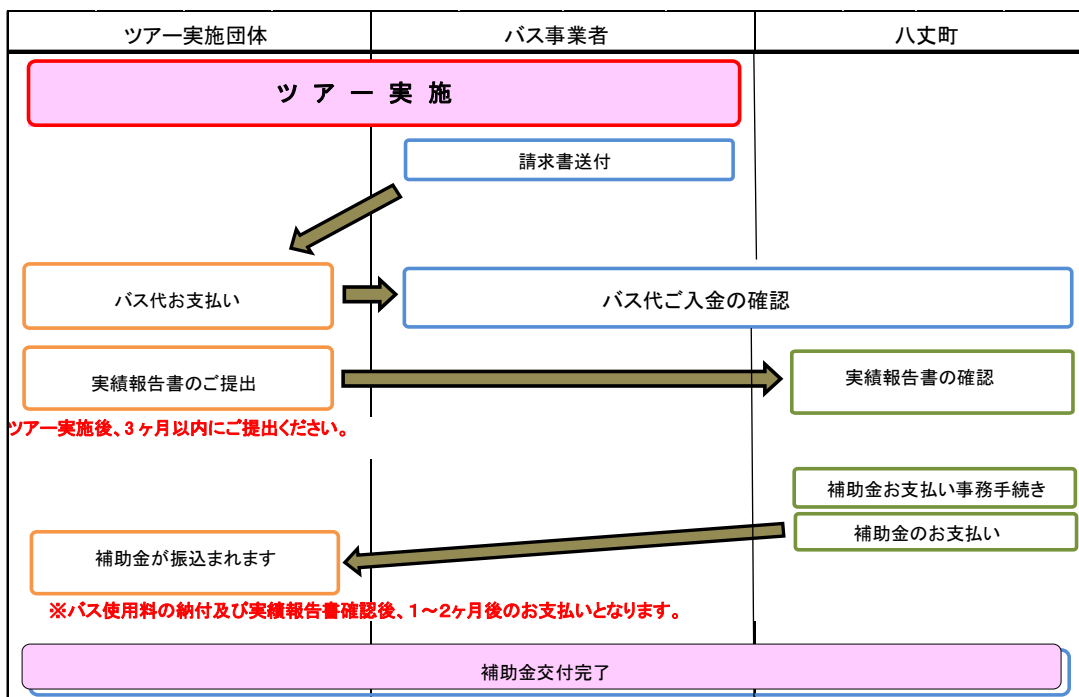 ツアー実施団体
バス事業者
八丈町
ツアー実施
請求書送付
バス代お支払い
バス代ご入金の確認
実績報告書のご提出
実績報告書の確認
ツアー実施後、3ヶ月以内にご提出ください。
補助金お支払い事務手続き
補助金のお支払い
補助金が振込まれます
※バス使用料の納付及び実績報告書確認後、1～2ヶ月後のお支払いとなります。
補助金交付完了